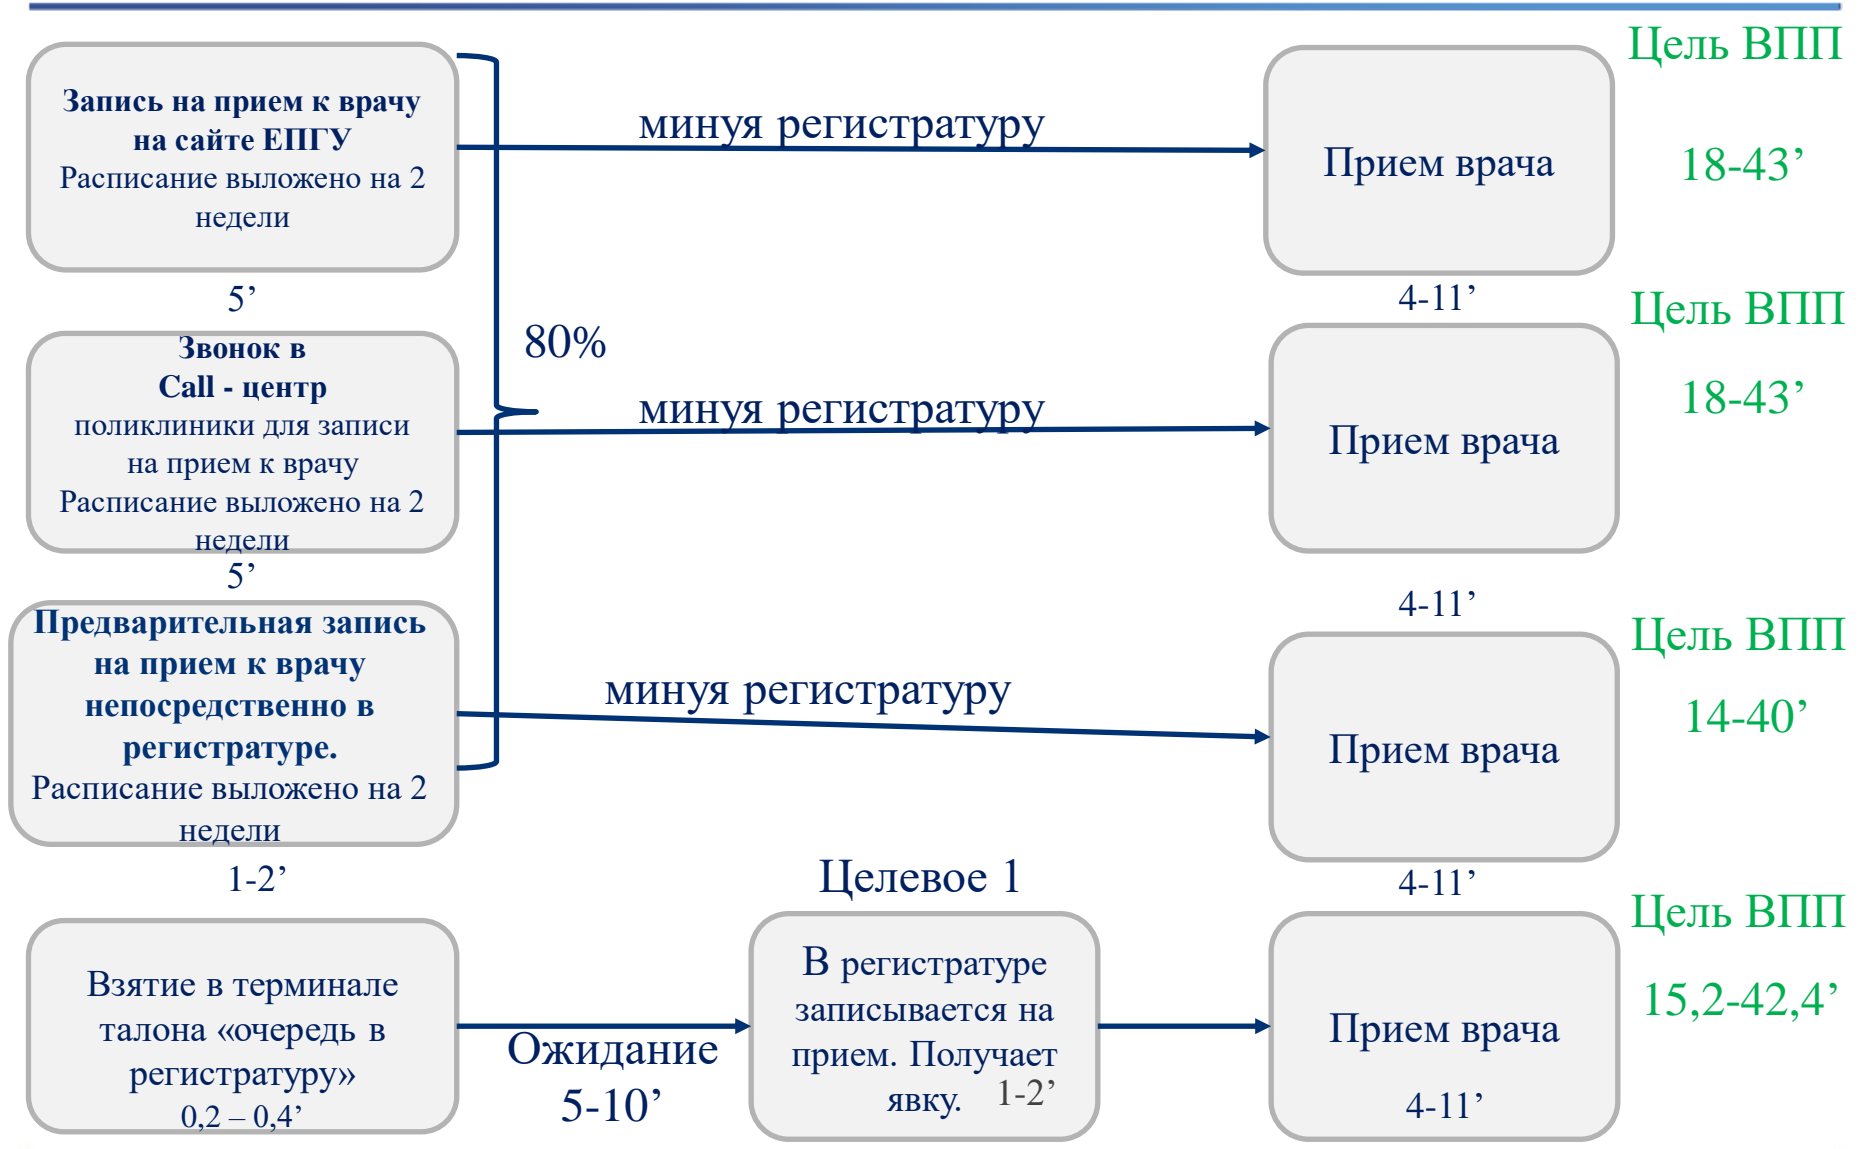 Цель ВПП
Запись на прием к врачу
на сайте ЕПГУ
Расписание выложено на 2
недели
минуя регистратуру
Прием врача
18-43’
5’
4-11’
Цель ВПП
80%
Звонок в
Call - центр
поликлиники для записи
на прием к врачу
Расписание выложено на 2
недели
минуя регистратуру
Прием врача
18-43’
5’
4-11’
Цель ВПП
Предварительная запись
на прием к врачу
непосредственно в
регистратуре.
Расписание выложено на 2
недели
минуя регистратуру
Прием врача
14-40’
1-2’
4-11’
Целевое 1
Цель ВПП
Взятие в терминале
талона «очередь в
регистратуру»
0,2 – 0,4’
Ожидание
5-10’
В регистратуре
записывается на
прием. Получает
явку. 1-2’
Прием врача
4-11’
15,2-42,4’